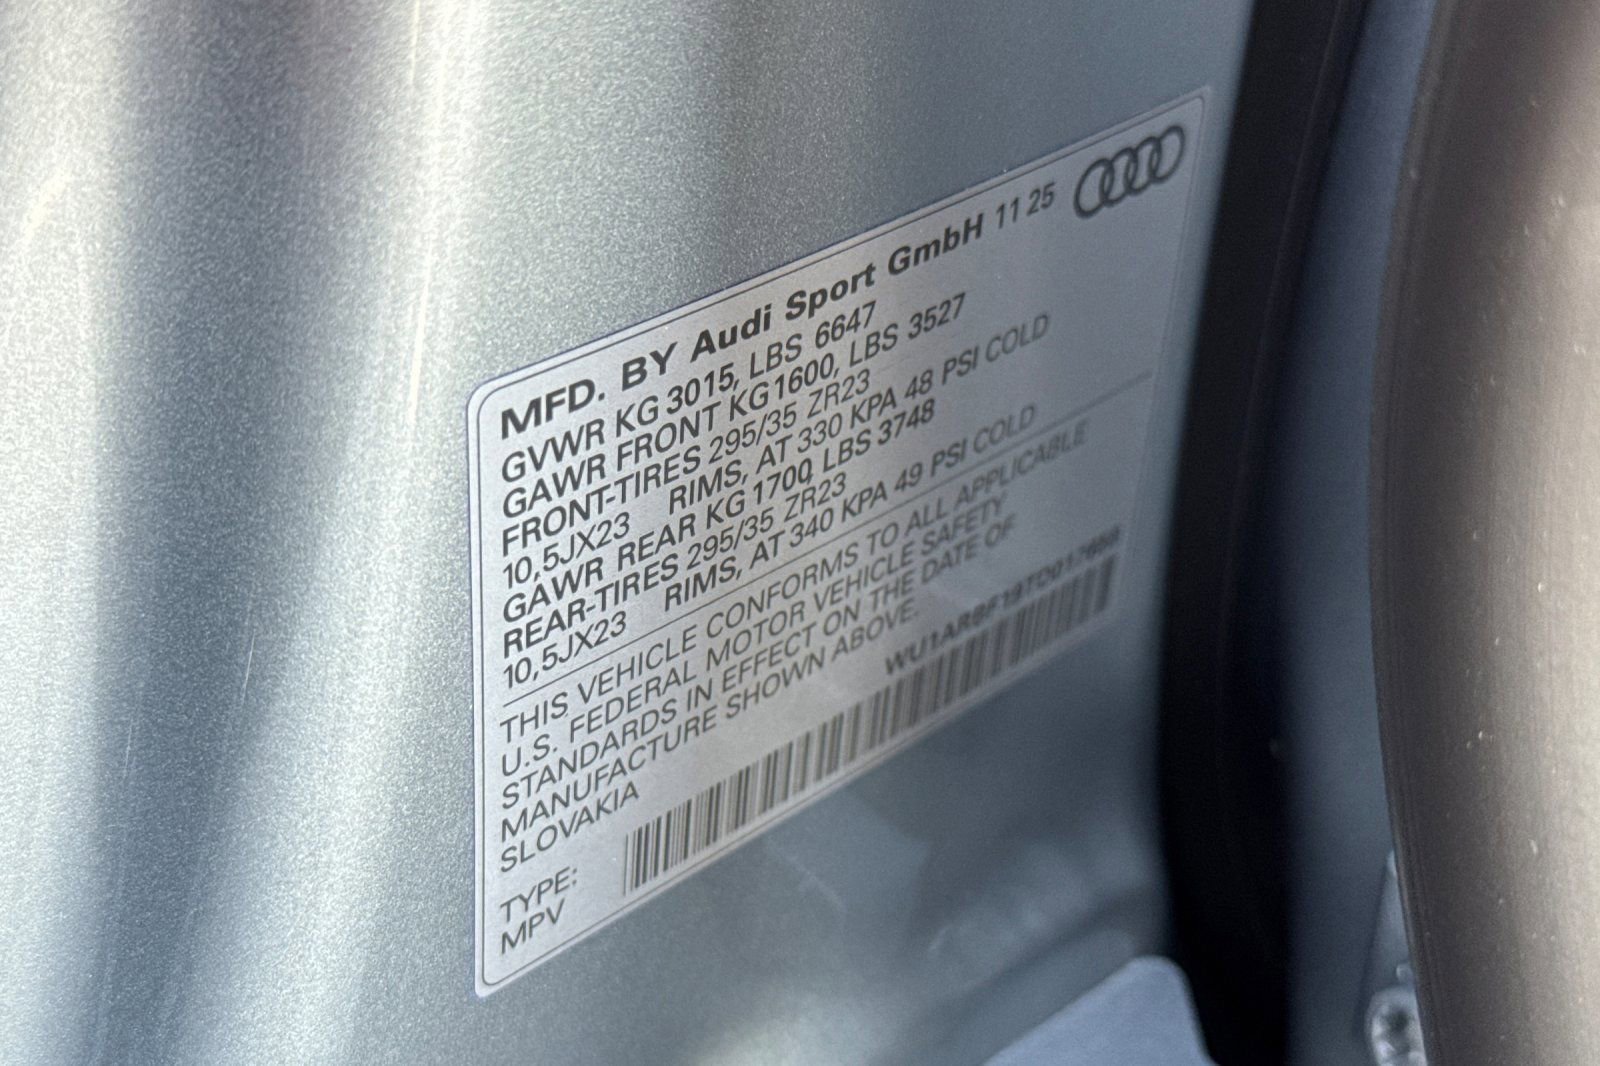 MFD. BY Audi Sport GmbH 11 25
GVWR KG 3015, LBS 6647
GAWR FRONT KG1600, LBS 3527
FRONT-TIRES 295/35 ZR23
10,5JX23 RIMS, AT 330 KPA 48 PSI COLD
GAWR REAR KG 1700, LBS 3748
REAR-TIRES 295/35 ZR23
10,5JX23 RIMS, AT 340 KPA 49 PSI COLD
THIS VEHICLE CONFORMS TO ALL APPLICABLE
U.S. FEDERAL MOTOR VEHICLE SAFETY
STANDARDS IN EFFECT ON THE DATE OF
MANUFACTURE SHOWN ABOVE.
SLOVAKIA
TYPE:
MPV